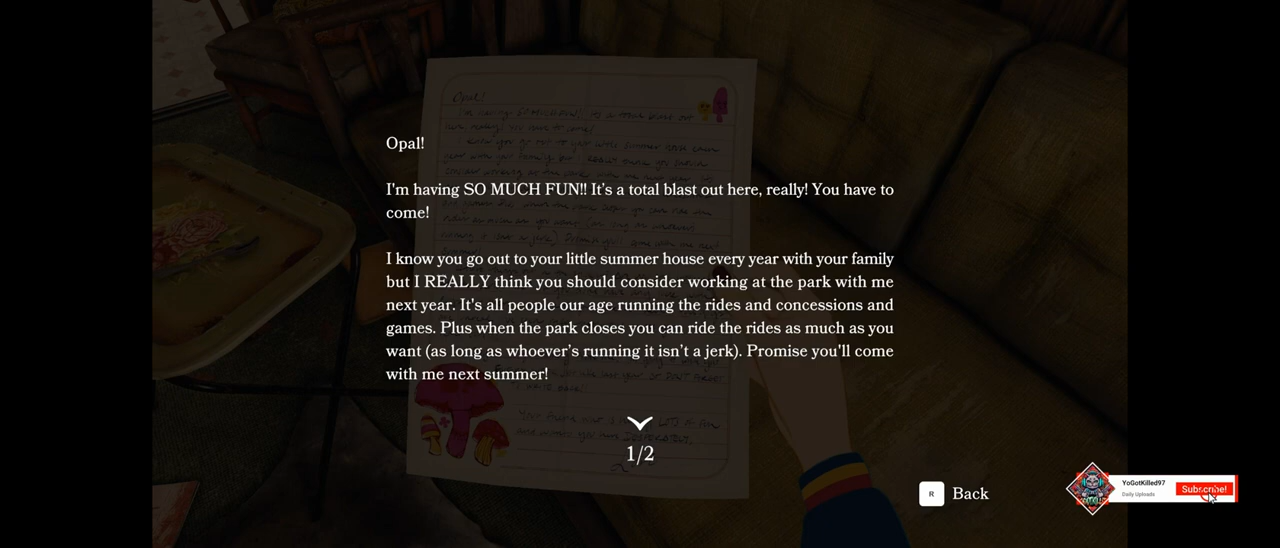 Opal!
I'm having SO MUCH FUN!! It's a total blast out here, really! You have to
come!
I know you go out to your little summer house every year with your family
but I REALLY think you should consider working at the park with me
next year. It's all people our age running the rides and concessions and
games. Plus when the park closes you can ride the rides as much as you
want (as long as whoever's running it isn't a jerk). Promise you'll come
with me next summer!
1/2
R Back
YoGotKilled97
Daily Uploads
Subscribe!